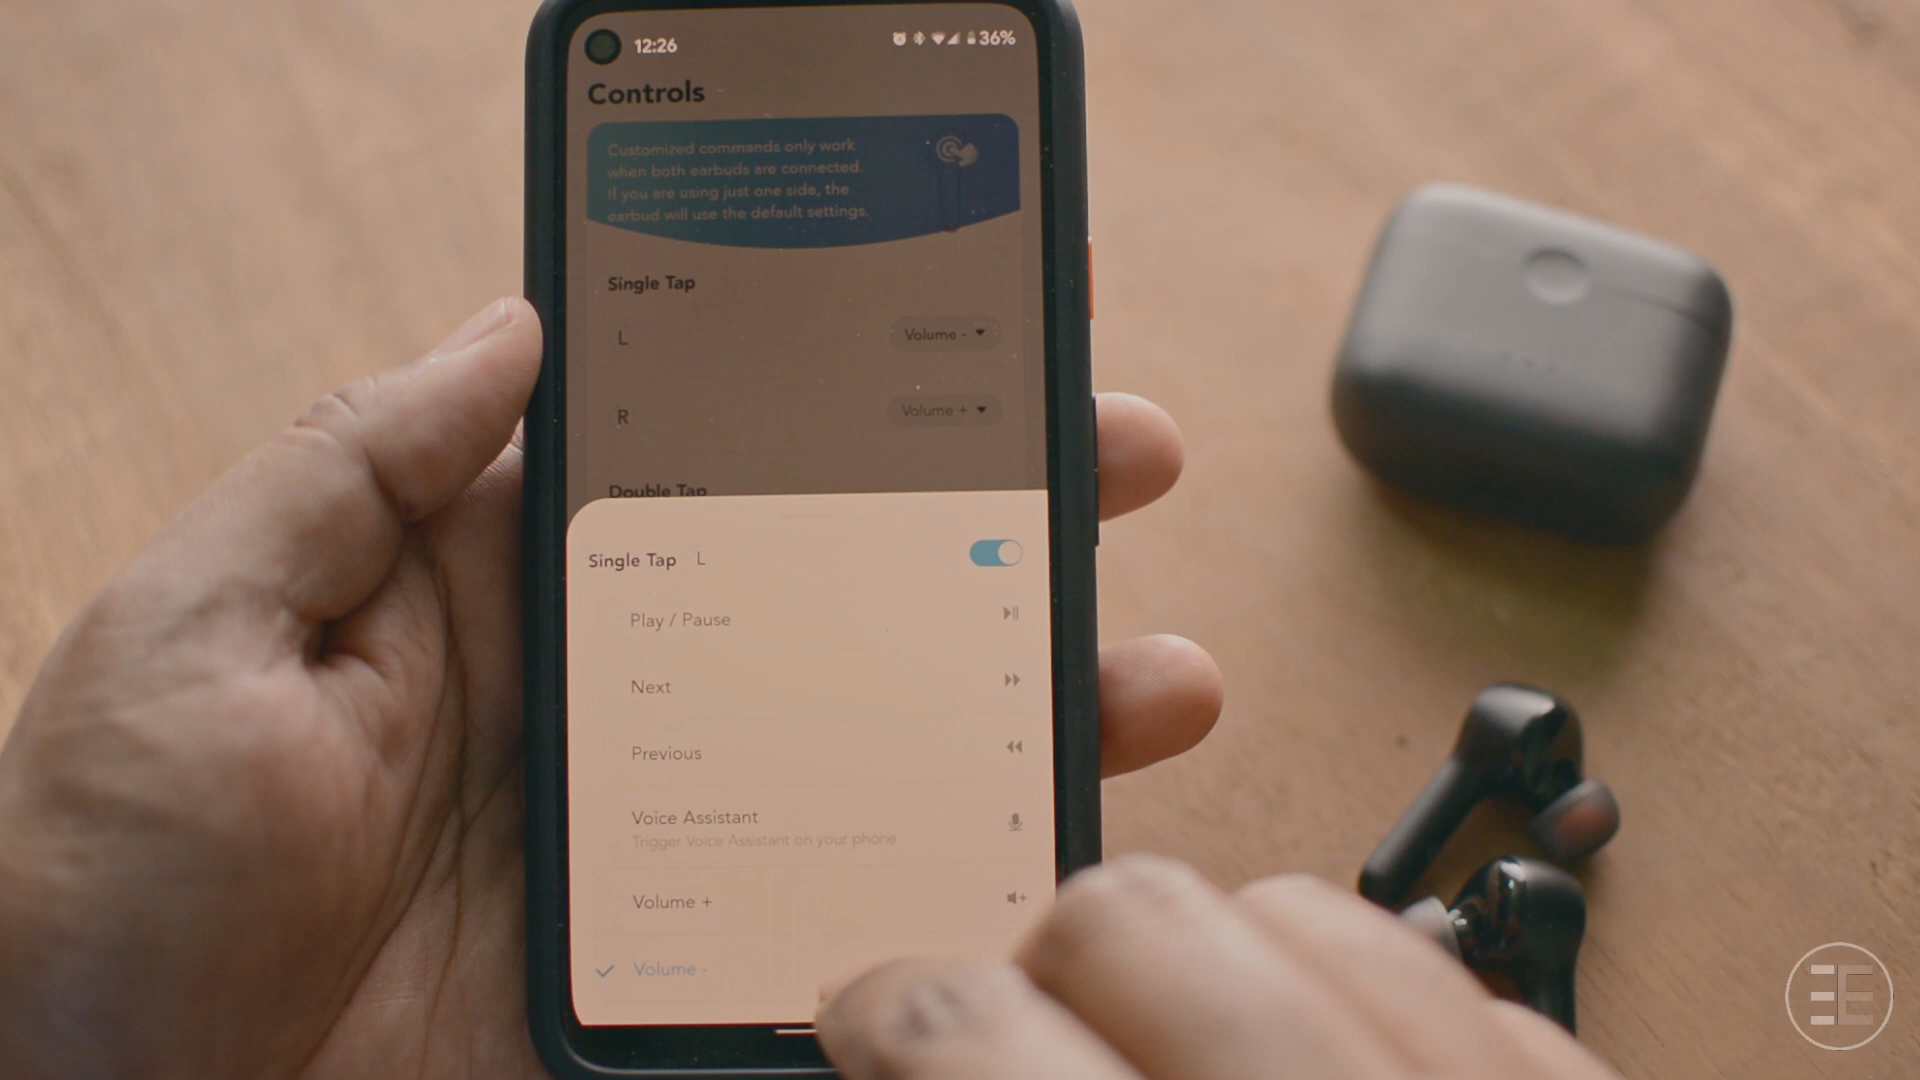 12:26
36%
Controls
Customized commands only work
when both earbuds are connected.
If you are using just one side, the
earbud will use the default settings.
Single Tap
L
Volume -
R
Volume +
Double Tap
Single Tap L
Play / Pause
Next
Previous
Voice Assistant
Trigger Voice Assistant on your phone
Volume +
Volume -